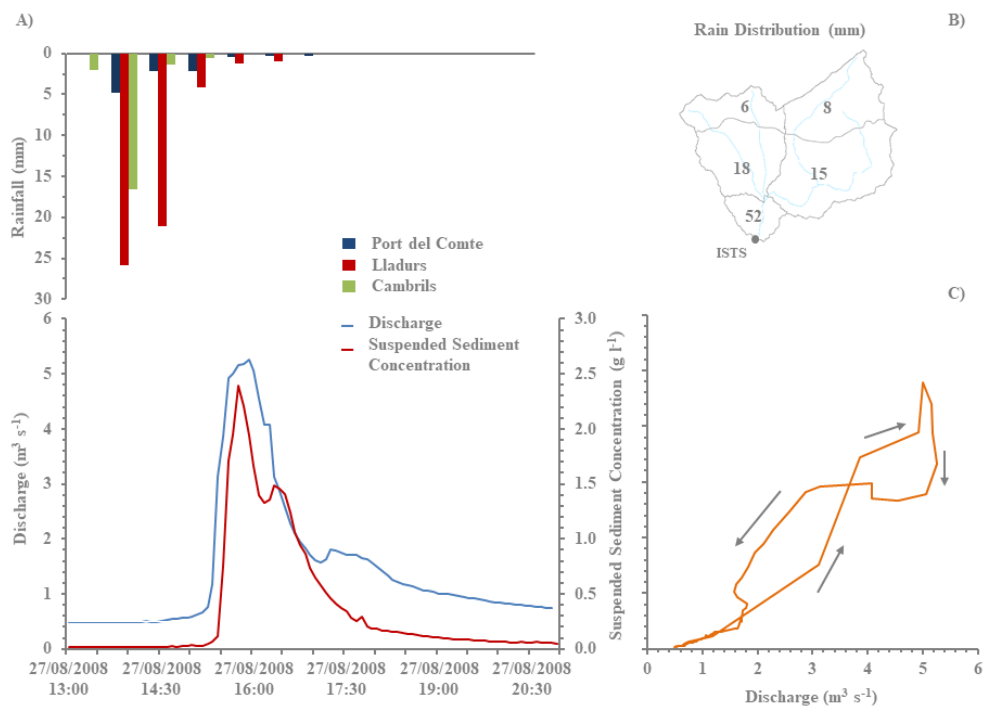 A)
0
5
10
15
20
25
30
Rainfall (mm)
Port del Comte
Lladurs
Cambrils
B)
Rain Distribution (mm)
6
8
18
15
52
ISTS
6
5
4
3
2
1
0
Discharge (m³ s⁻¹)
Discharge
Suspended Sediment
Concentration
3.0
2.5
2.0
1.5
1.0
0.5
0.0
Suspended Sediment Concentration (g l⁻¹)
27/08/2008 27/08/2008 27/08/2008 27/08/2008 27/08/2008 27/08/2008
13:00 14:30 16:00 17:30 19:00 20:30
C)
0 1 2 3 4 5 6
Discharge (m³ s⁻¹)